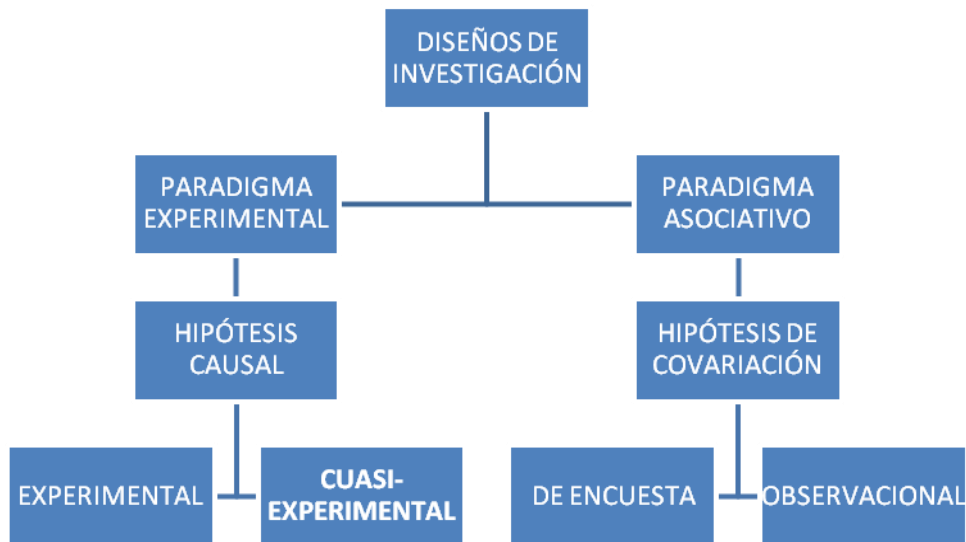 DISEÑOS DE
INVESTIGACIÓN
PARADIGMA
EXPERIMENTAL
PARADIGMA
ASOCIATIVO
HIPÓTESIS
CAUSAL
HIPÓTESIS DE
COVARIACIÓN
EXPERIMENTAL
CUASI-
EXPERIMENTAL
DE ENCUESTA
OBSERVACIONAL